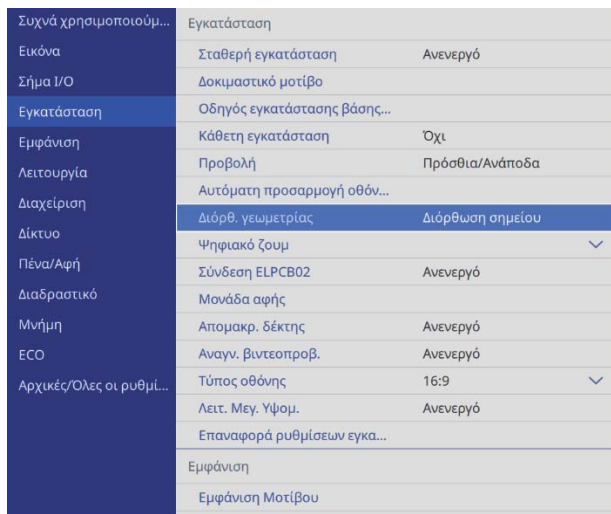 Συχνά χρησιμοποιούμ...
Εικόνα
Σήμα I/O
Εγκατάσταση
Εμφάνιση
Λειτουργία
Διαχείριση
Δίκτυο
Πένα/Αφή
Διαδραστικό
Μνήμη
ECO
Αρχικές/Όλες οι ρυθμί...
Εγκατάσταση
Σταθερή εγκατάσταση Ανενεργό
Δοκιμαστικό μοτίβο
Οδηγός εγκατάστασης βάσης...
Κάθετη εγκατάσταση Όχι
Προβολή Πρόσθια/Ανάποδα
Αυτόματη προσαρμογή οθόν...
Διόρθ. γεωμετρίας Διόρθωση σημείου
Ψηφιακό ζουμ
Σύνδεση ELPCB02 Ανενεργό
Μονάδα αφής
Απομακρ. δέκτης Ανενεργό
Αναγν. βιντεοπροβ. Ανενεργό
Τύπος οθόνης 16:9
Λειτ. Μεγ. Υψομ. Ανενεργό
Επαναφορά ρυθμίσεων εγκα...
Εμφάνιση
Εμφάνιση Μοτίβου